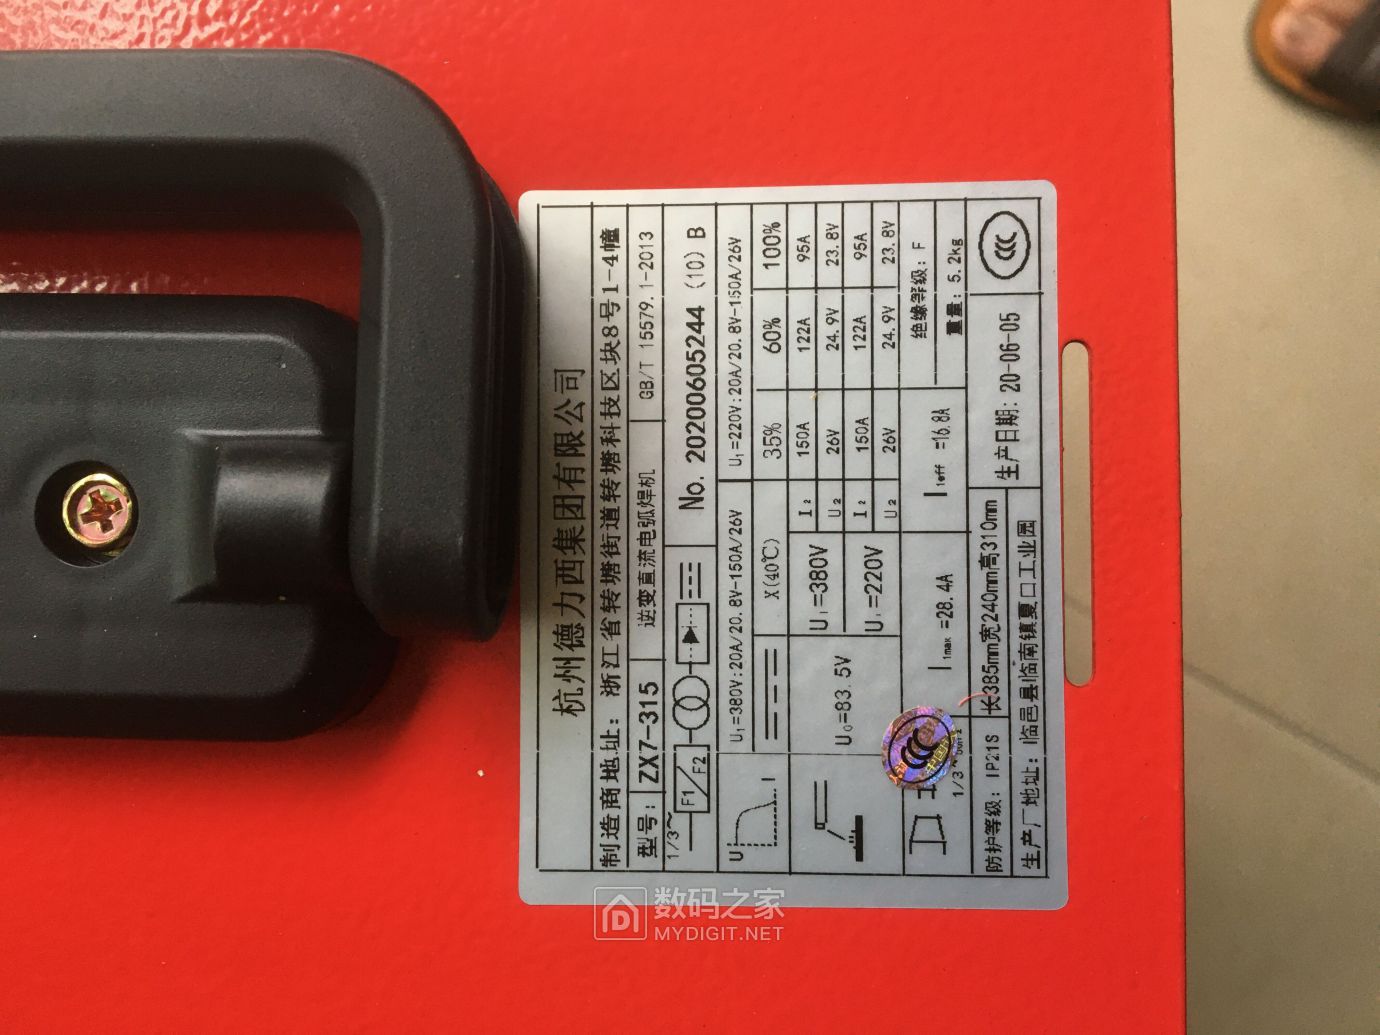 杭州德力西集团有限公司
制造商地址: 浙江省转塘街道转塘科技区块8号1-4幢
型号: ZX7-315 逆变直流电弧焊机 GB/T 15579.1-2013
1/3~ F1 F2 No. 20200605244 (10) B
U I U₁=380V:20A/20.8V-150A/26V U₁=220V:20A/20.8V-150A/26V
X(40℃) 35% 60% 100%
U₀=83.5V U₁=380V I₂ 150A 122A 95A
U₂ 26V 24.9V 23.8V
U₁=220V I₂ 150A 122A 95A
U₂ 26V 24.9V 23.8V
I₁max =28.4A I₁eff =16.8A 绝缘等级: F
1/3~ 重量: 5.2kg
防护等级: IP21S 长385mm宽240mm高310mm 生产日期: 20-06-05 CCC
生产厂地址: 临邑县临南镇夏口工业园
数码之家
MYDIGIT.NET